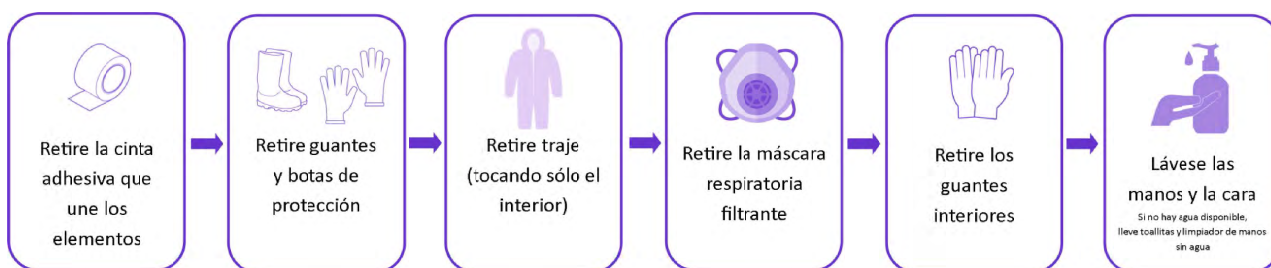 Retire la cinta
adhesiva que
une los
elementos
Retire guantes
y botas de
protección
Retire traje
(tocando sólo el
interior)
Retire la máscara
respiratoria
filtrante
Retire los
guantes
interiores
Lávese las
manos y la cara
Si no hay agua disponible,
lleve toallitas y limpiador de manos
sin agua